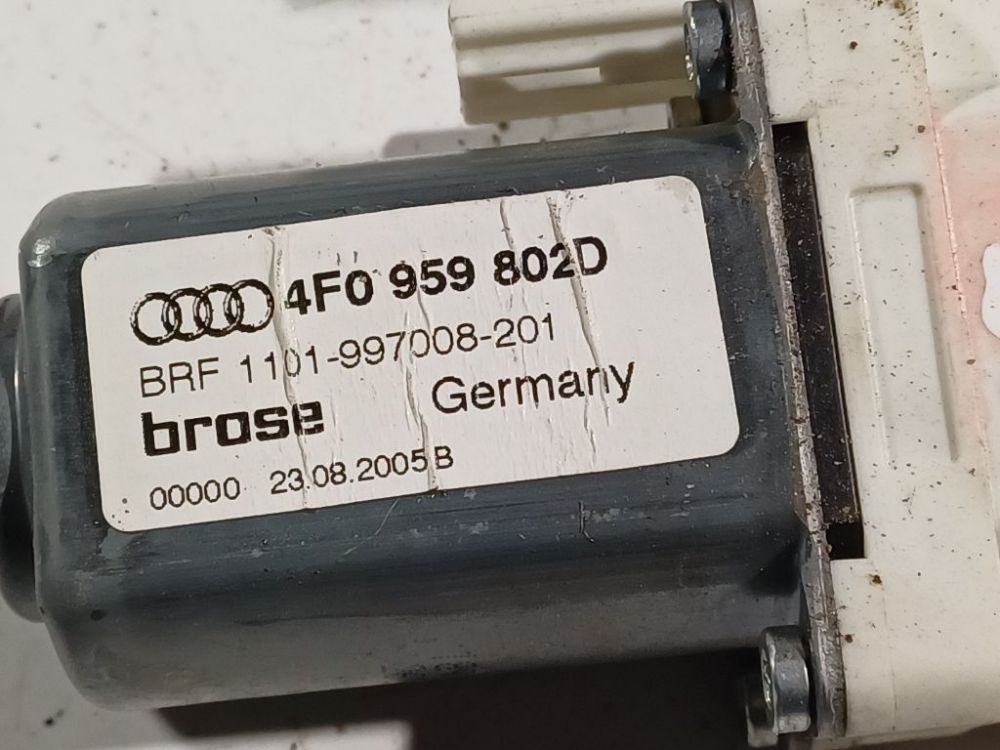 4F0 959 802D
BRF 1101-997008-201
brose Germany
00000 23.08.2005 B